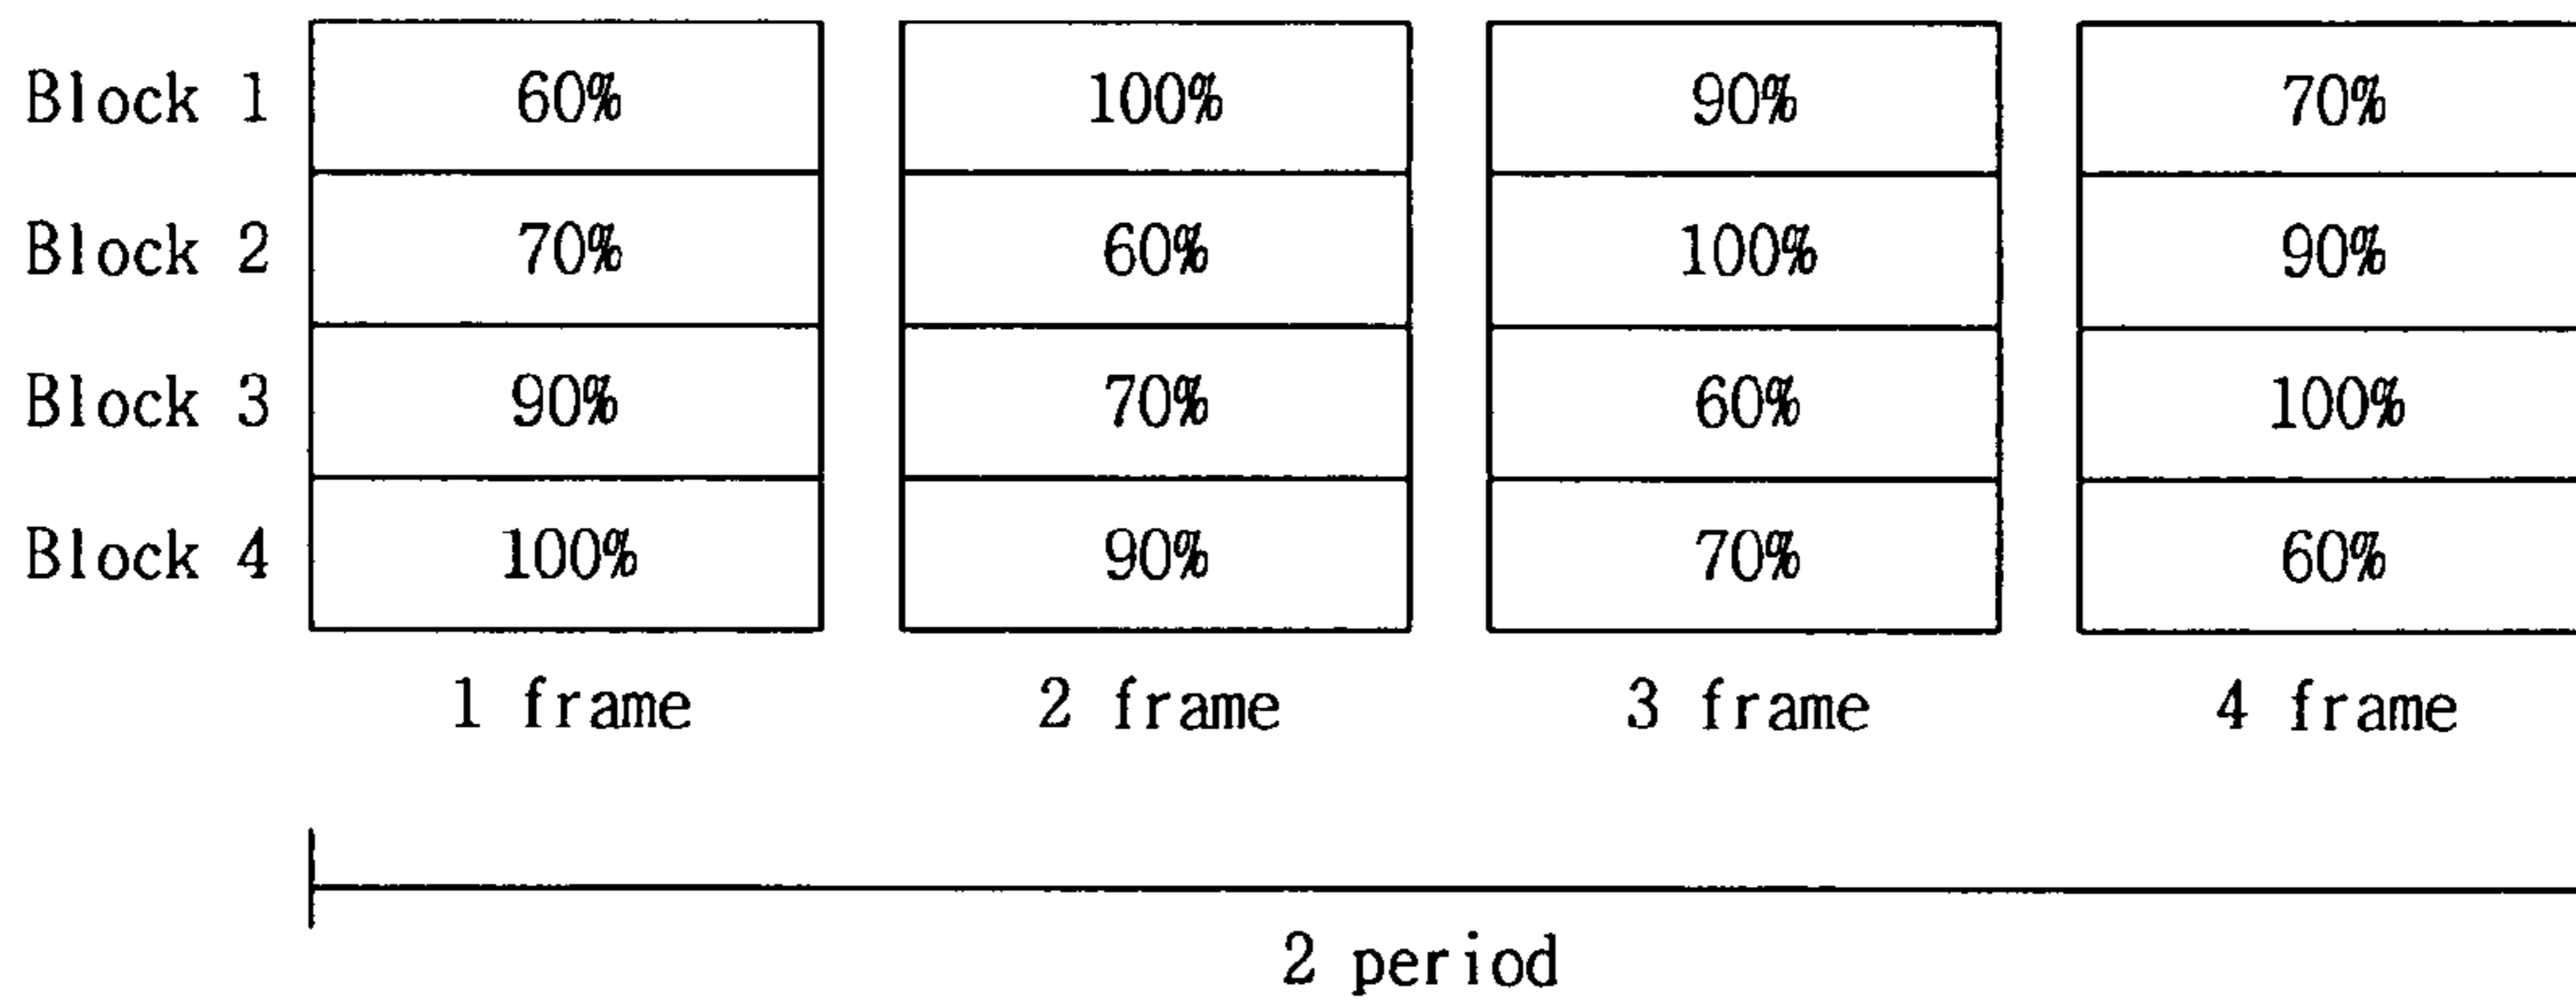 Block 1 60% 100% 90% 70%
Block 2 70% 60% 100% 90%
Block 3 90% 70% 60% 100%
Block 4 100% 90% 70% 60%
1 frame 2 frame 3 frame 4 frame
2 period